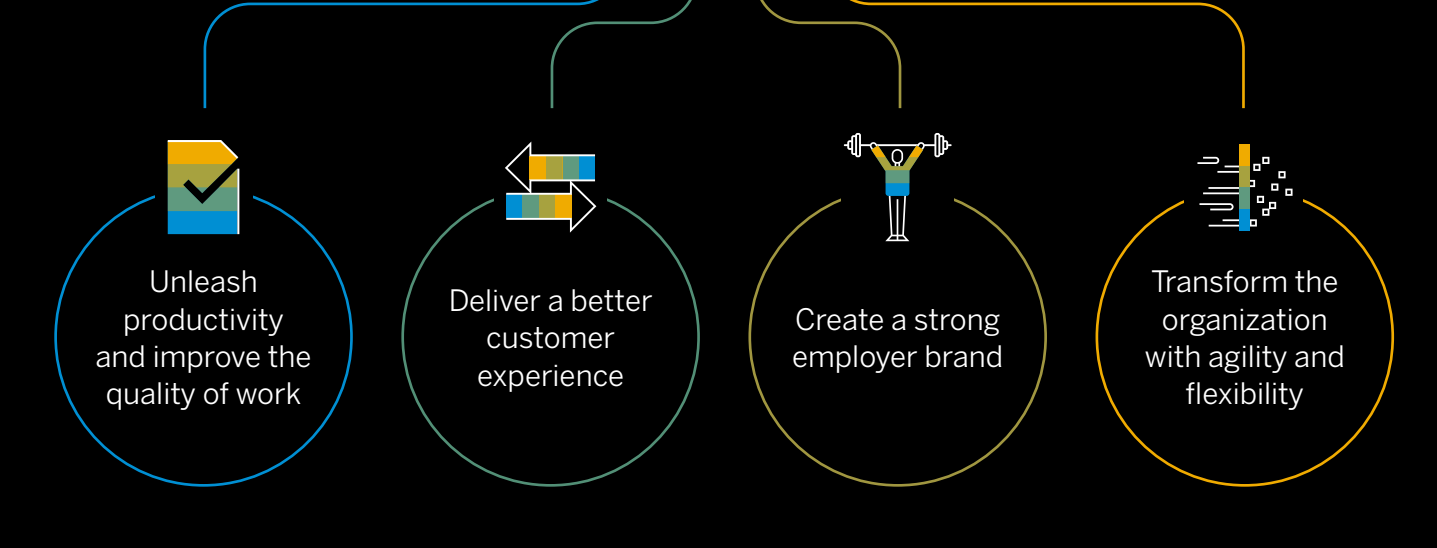 Unleash
productivity
and improve the
quality of work
Deliver a better
customer
experience
Create a strong
employer brand
Transform the
organization
with agility and
flexibility